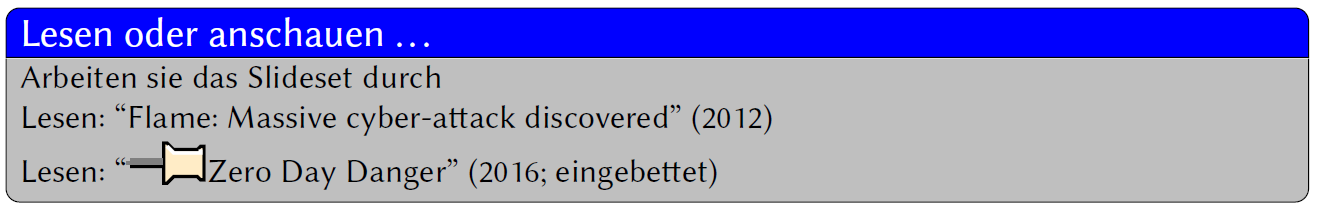 Lesen oder anschauen …
Arbeiten sie das Slideset durch
Lesen: “Flame: Massive cyber-attack discovered” (2012)
Lesen: “Zero Day Danger” (2016; eingebettet)